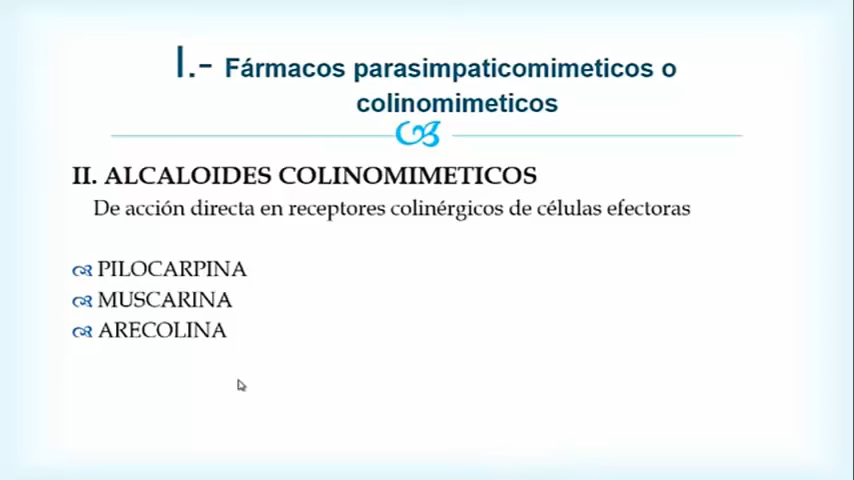 I.- Fármacos parasimpaticomimeticos o
colinomimeticos
II. ALCALOIDES COLINOMIMETICOS
De acción directa en receptores colinérgicos de células efectoras
PILOCARPINA
MUSCARINA
ARECOLINA